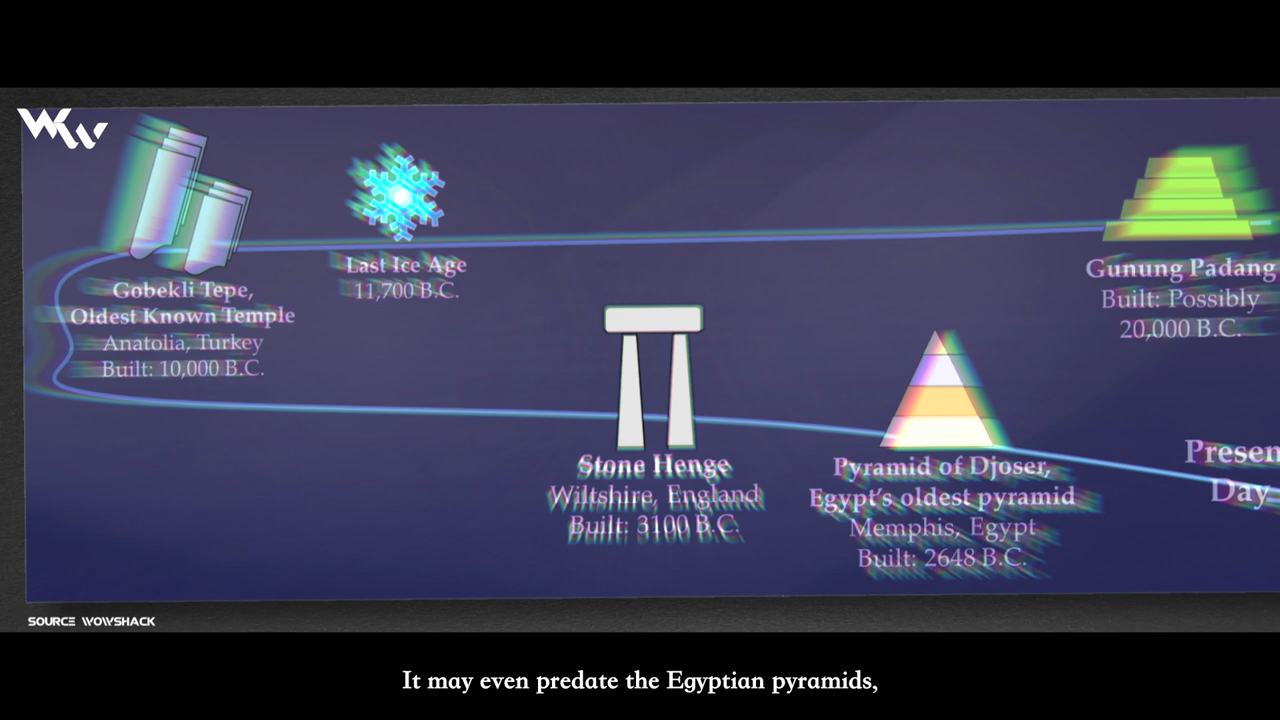 WW
Gobekli Tepe,
Oldest Known Temple
Anatolia, Turkey
Built: 10,000 B.C.
Last Ice Age
11,700 B.C.
Gunung Padang
Built: Possibly
20,000 B.C.
Stone Henge
Wiltshire, England
Built: 3100 B.C.
Pyramid of Djoser,
Egypt's oldest pyramid
Memphis, Egypt
Built: 2648 B.C.
Presen
Day
SOURCE WOWSHACK
It may even predate the Egyptian pyramids,